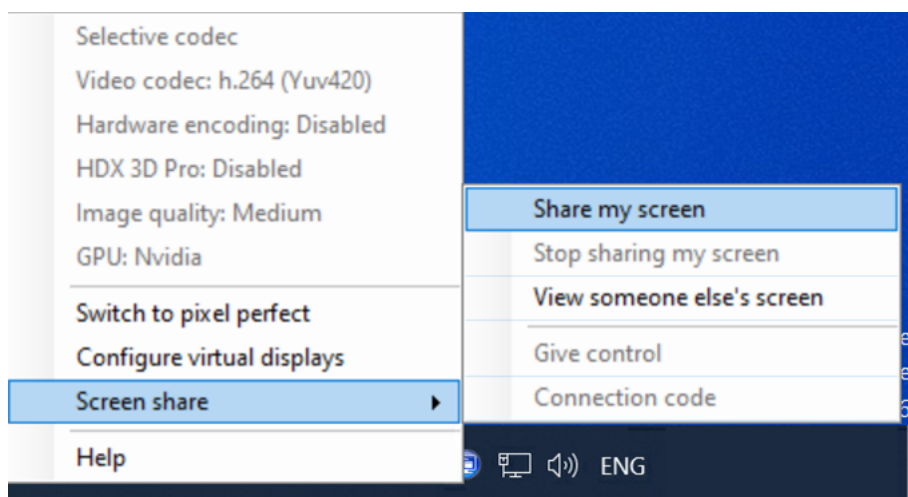 Selective codec
Video codec: h.264 (Yuv420)
Hardware encoding: Disabled
HDX 3D Pro: Disabled
Image quality: Medium
GPU: Nvidia
Switch to pixel perfect
Configure virtual displays
Screen share
Help
Share my screen
Stop sharing my screen
View someone else's screen
Give control
Connection code
ENG